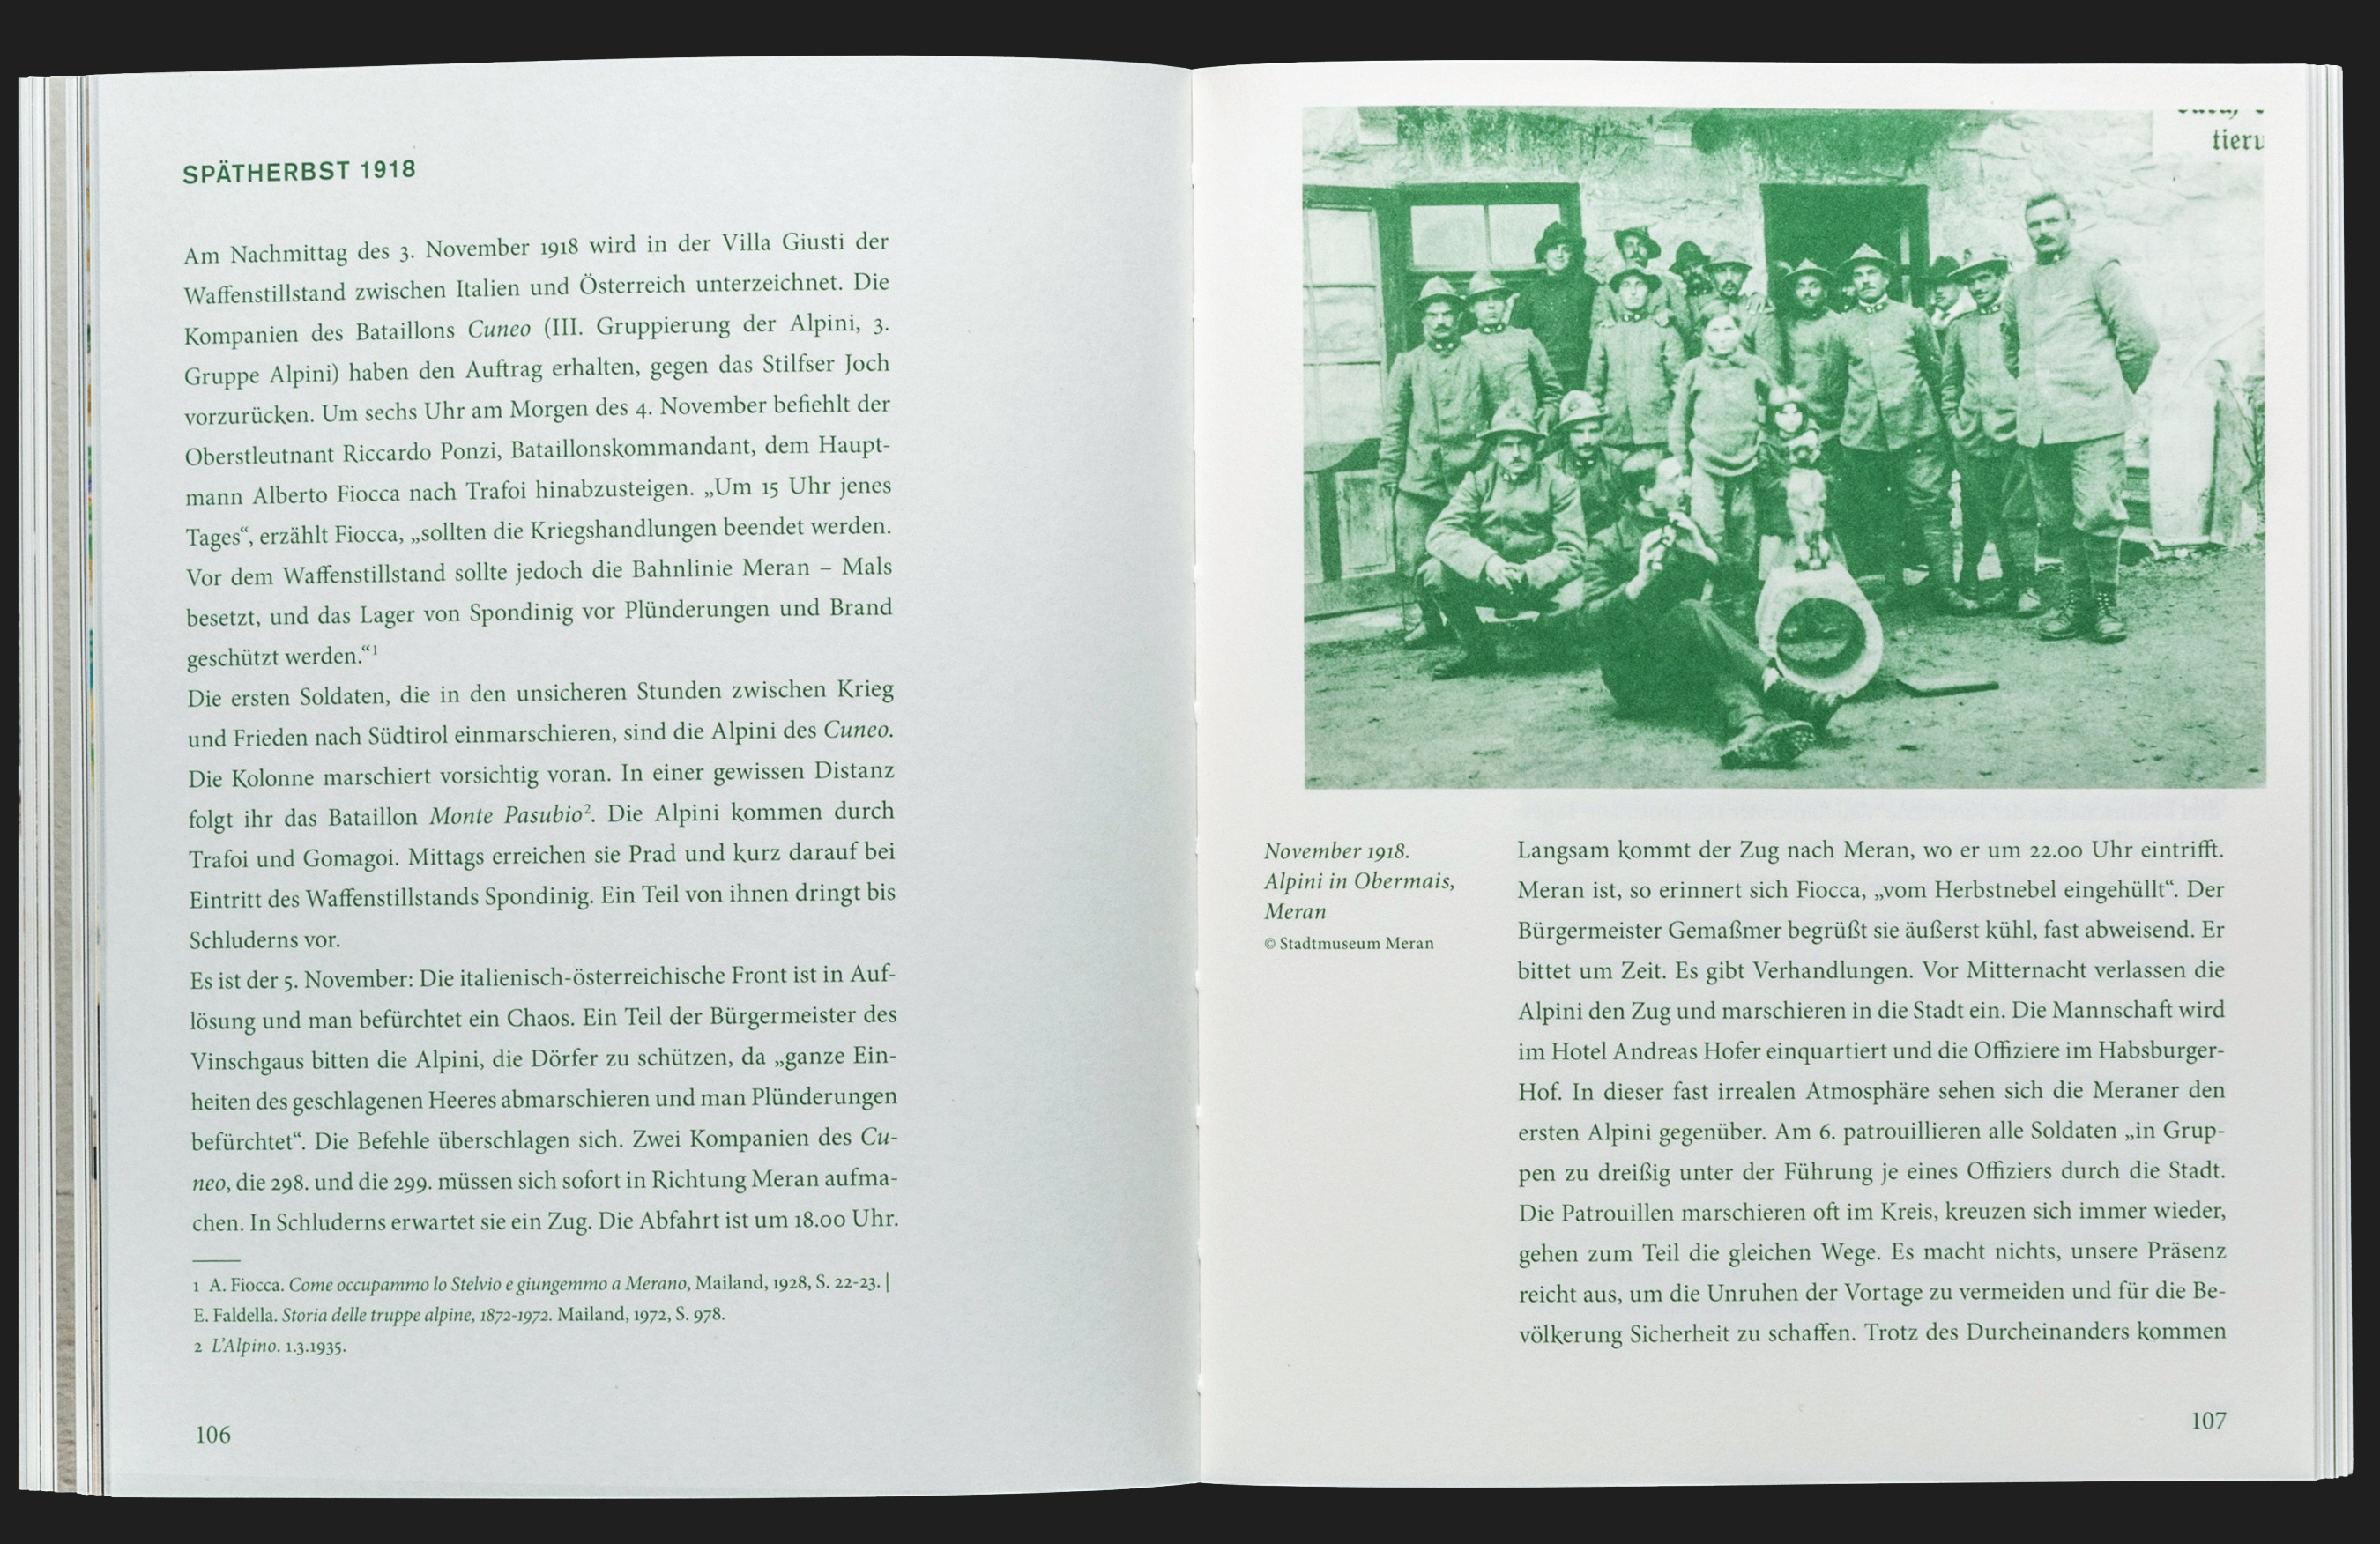 SPÄTHERBST 1918
Am Nachmittag des 3. November 1918 wird in der Villa Giusti der
Waffenstillstand zwischen Italien und Österreich unterzeichnet. Die
Kompanien des Bataillons Cuneo (III. Gruppierung der Alpini, 3.
Gruppe Alpini) haben den Auftrag erhalten, gegen das Stilfser Joch
vorzurücken. Um sechs Uhr am Morgen des 4. November befiehlt der
Oberstleutnant Riccardo Ponzi, Bataillonskommandant, dem Haupt-
mann Alberto Fiocca nach Trafoi hinabzusteigen. „Um 15 Uhr jenes
Tages“, erzählt Fiocca, „sollten die Kriegshandlungen beendet werden.
Vor dem Waffenstillstand sollte jedoch die Bahnlinie Meran – Mals
besetzt, und das Lager von Spondinig vor Plünderungen und Brand
geschützt werden.“1
Die ersten Soldaten, die in den unsicheren Stunden zwischen Krieg
und Frieden nach Südtirol einmarschieren, sind die Alpini des Cuneo.
Die Kolonne marschiert vorsichtig voran. In einer gewissen Distanz
folgt ihr das Bataillon Monte Pasubio2. Die Alpini kommen durch
Trafoi und Gomagoi. Mittags erreichen sie Prad und kurz darauf bei
Eintritt des Waffenstillstands Spondinig. Ein Teil von ihnen dringt bis
Schluderns vor.
Es ist der 5. November: Die italienisch-österreichische Front ist in Auf-
lösung und man befürchtet ein Chaos. Ein Teil der Bürgermeister des
Vinschgaus bitten die Alpini, die Dörfer zu schützen, da „ganze Ein-
heiten des geschlagenen Heeres abmarschieren und man Plünderungen
befürchtet“. Die Befehle überschlagen sich. Zwei Kompanien des Cu-
neo, die 298. und die 299. müssen sich sofort in Richtung Meran aufma-
chen. In Schluderns erwartet sie ein Zug. Die Abfahrt ist um 18.00 Uhr.
1 A. Fiocca. Come occupammo lo Stelvio e giungemmo a Merano, Mailand, 1928, S. 22-23. |
E. Faldella. Storia delle truppe alpine, 1872-1972. Mailand, 1972, S. 978.
2 L’Alpino. 1.3.1935.
106
tieru
November 1918.
Alpini in Obermais,
Meran
© Stadtmuseum Meran
Langsam kommt der Zug nach Meran, wo er um 22.00 Uhr eintrifft.
Meran ist, so erinnert sich Fiocca, „vom Herbstnebel eingehüllt“. Der
Bürgermeister Gemaßmer begrüßt sie äußerst kühl, fast abweisend. Er
bittet um Zeit. Es gibt Verhandlungen. Vor Mitternacht verlassen die
Alpini den Zug und marschieren in die Stadt ein. Die Mannschaft wird
im Hotel Andreas Hofer einquartiert und die Offiziere im Habsburger-
Hof. In dieser fast irrealen Atmosphäre sehen sich die Meraner den
ersten Alpini gegenüber. Am 6. patrouillieren alle Soldaten „in Grup-
pen zu dreißig unter der Führung je eines Offiziers durch die Stadt.
Die Patrouillen marschieren oft im Kreis, kreuzen sich immer wieder,
gehen zum Teil die gleichen Wege. Es macht nichts, unsere Präsenz
reicht aus, um die Unruhen der Vortage zu vermeiden und für die Be-
völkerung Sicherheit zu schaffen. Trotz des Durcheinanders kommen
107